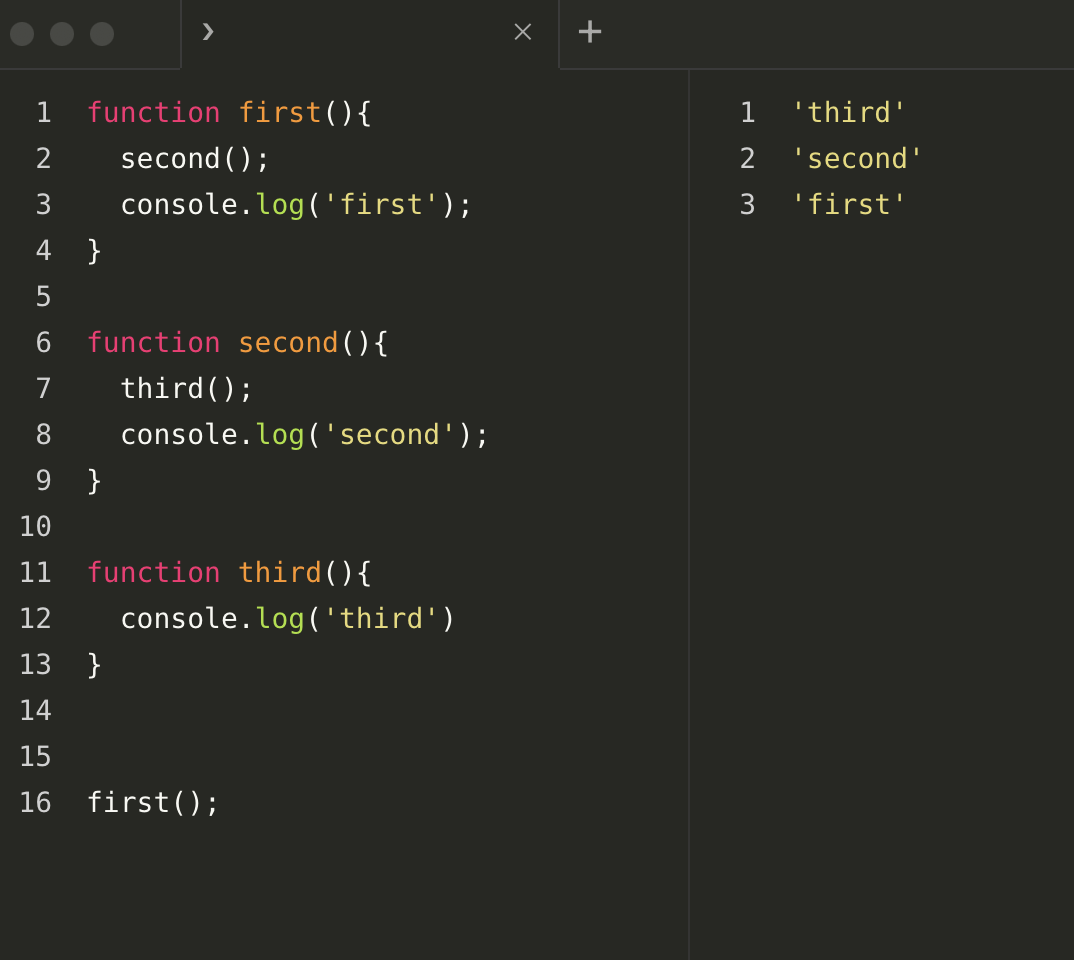 1 function first(){
2   second();
3   console.log('first');
4 }
5
6 function second(){
7   third();
8   console.log('second');
9 }
10
11 function third(){
12   console.log('third')
13 }
14
15
16 first();
1 'third'
2 'second'
3 'first'